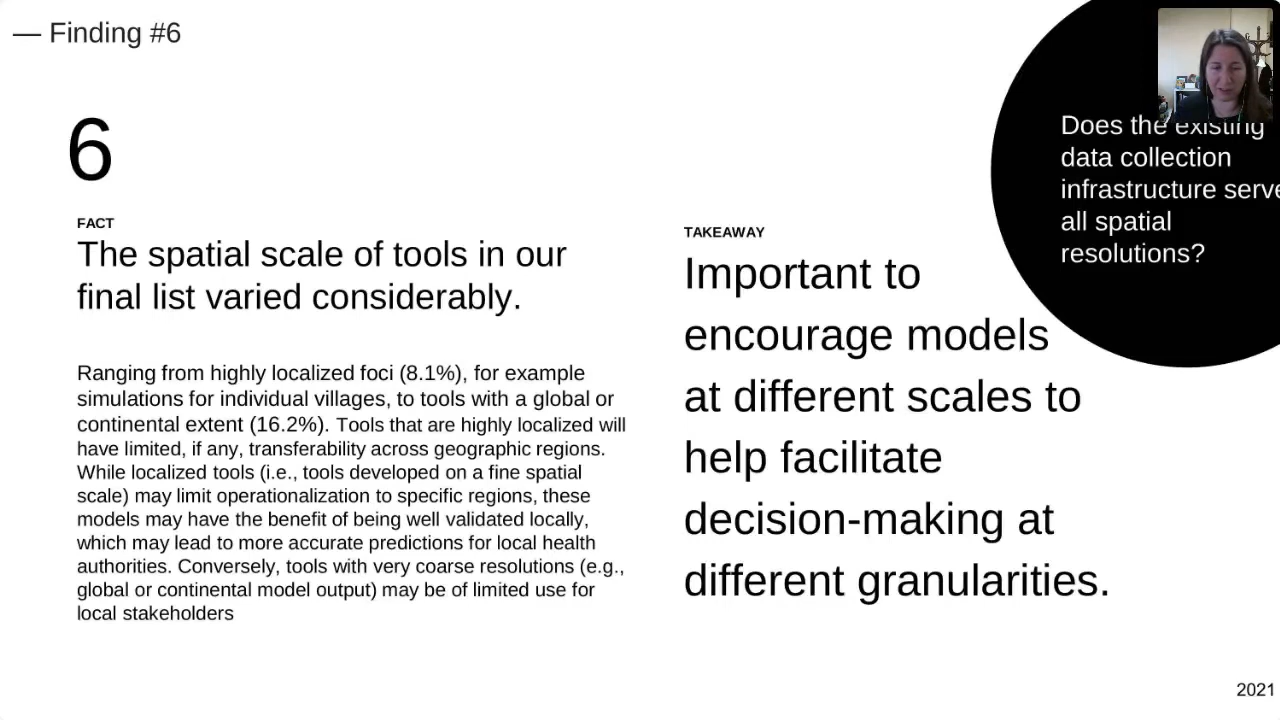 — Finding #6
6
FACT
The spatial scale of tools in our
final list varied considerably.
Ranging from highly localized foci (8.1%), for example
simulations for individual villages, to tools with a global or
continental extent (16.2%). Tools that are highly localized will
have limited, if any, transferability across geographic regions.
While localized tools (i.e., tools developed on a fine spatial
scale) may limit operationalization to specific regions, these
models may have the benefit of being well validated locally,
which may lead to more accurate predictions for local health
authorities. Conversely, tools with very coarse resolutions (e.g.,
global or continental model output) may be of limited use for
local stakeholders
TAKEAWAY
Important to
encourage models
at different scales to
help facilitate
decision-making at
different granularities.
Does the existing
data collection
infrastructure serve
all spatial
resolutions?
2021